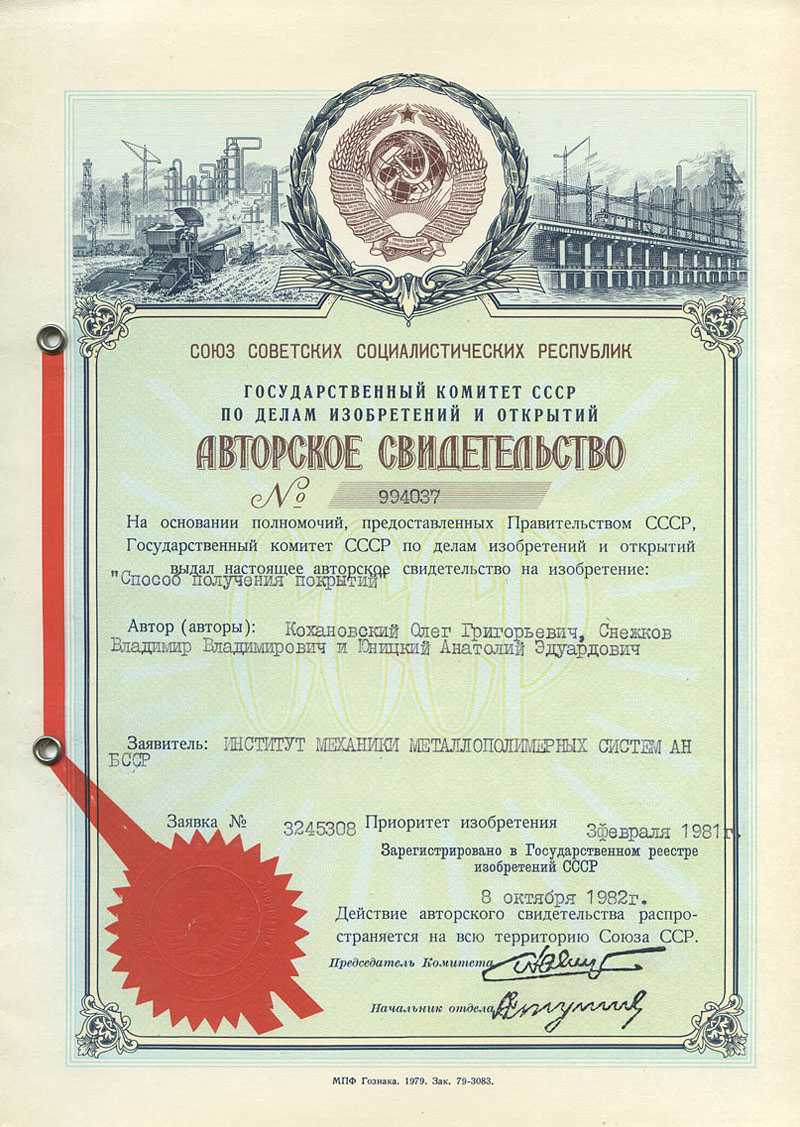 СОЮЗ СОВЕТСКИХ СОЦИАЛИСТИЧЕСКИХ РЕСПУБЛИК
ГОСУДАРСТВЕННЫЙ КОМИТЕТ СССР
ПО ДЕЛАМ ИЗОБРЕТЕНИЙ И ОТКРЫТИЙ
АВТОРСКОЕ СВИДЕТЕЛЬСТВО
№ 994037
На основании полномочий, предоставленных Правительством СССР,
Государственный комитет СССР по делам изобретений и открытий
выдал настоящее авторское свидетельство на изобретение:
"Способ получения покрытий"
Автор (авторы): Кохановский Олег Григорьевич, Снежков
Владимир Владимирович и Юницкий Анатолий Эдуардович
СССР
Заявитель: ИНСТИТУТ МЕХАНИКИ МЕТАЛЛОПОЛИМЕРНЫХ СИСТЕМ АН
БССР
Заявка № 3245308 Приоритет изобретения 3февраля 1981г.
Зарегистрировано в Государственном реестре
изобретений СССР
8 октября 1982г.
Действие авторского свидетельства распро-
страняется на всю территорию Союза ССР.
Председатель Комитета
Начальник отдела
МПФ Гознака. 1979. Зак. 79-3083.